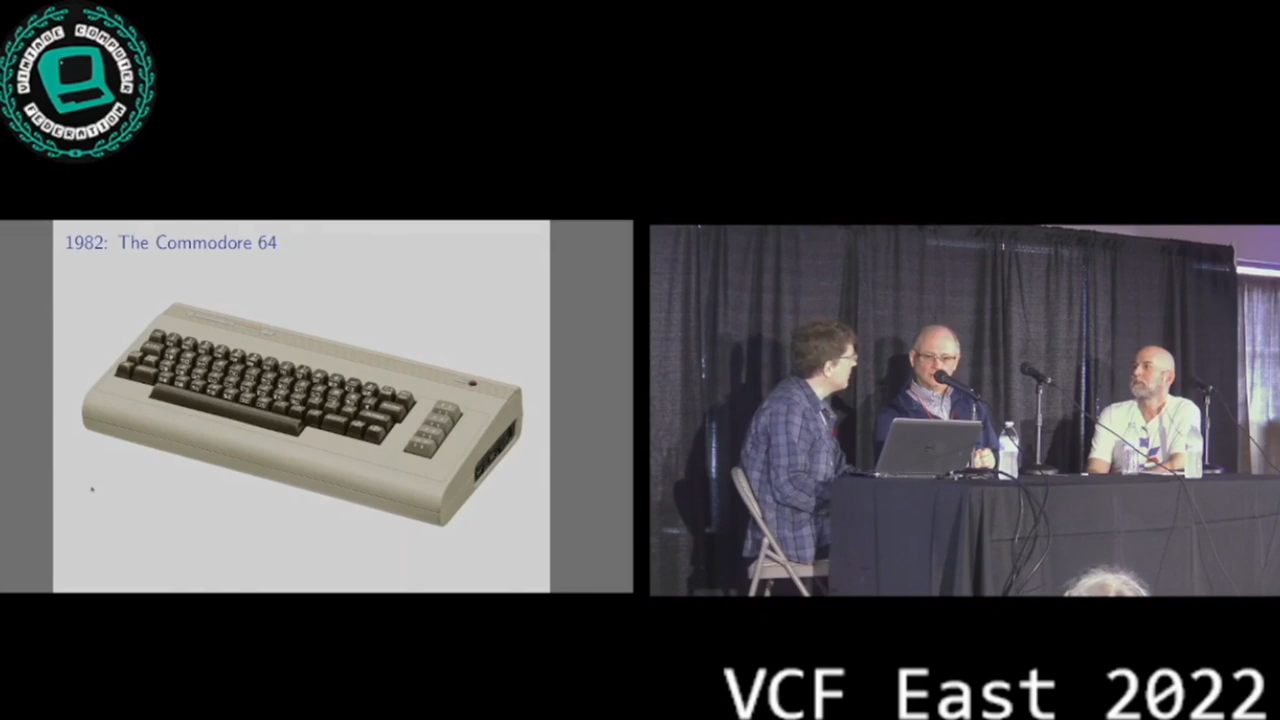 VINTAGE COMPUTER
FEDERATION
1982: The Commodore 64
VCF East 2022